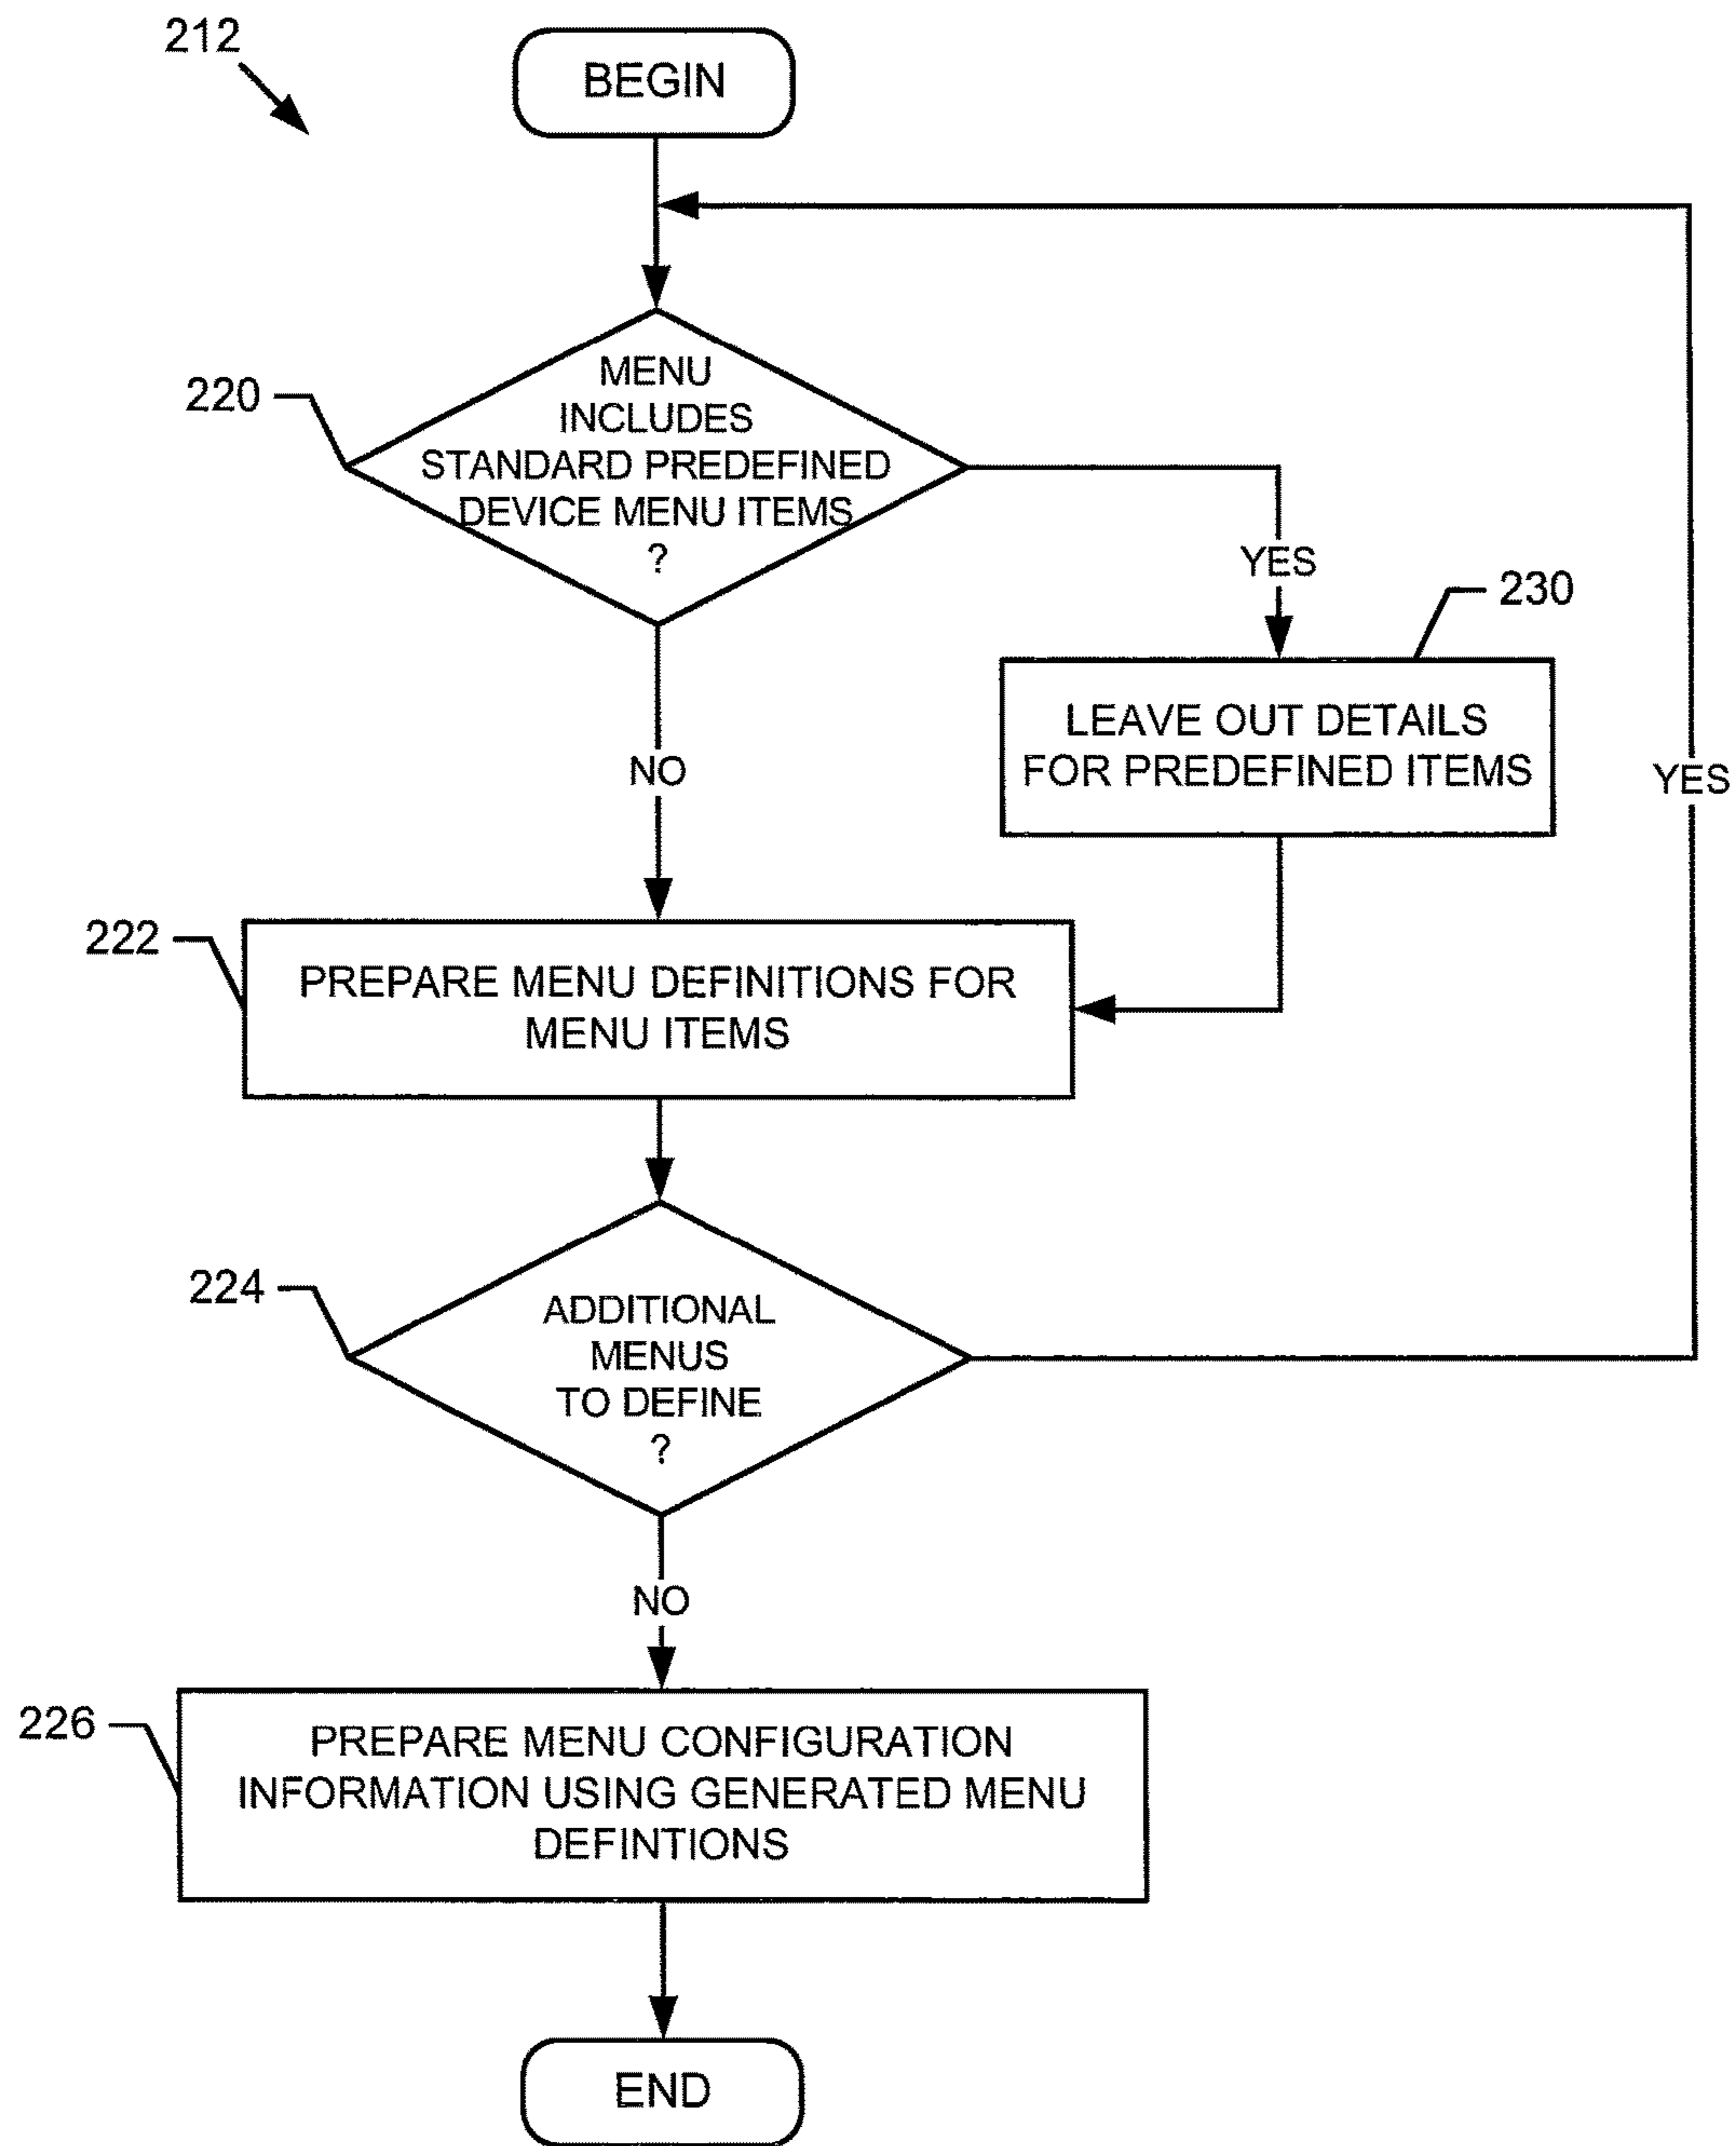 212
BEGIN
220
MENU
INCLUDES
STANDARD PREDEFINED
DEVICE MENU ITEMS
?
YES
230
LEAVE OUT DETAILS
FOR PREDEFINED ITEMS
YES
NO
222
PREPARE MENU DEFINITIONS FOR
MENU ITEMS
224
ADDITIONAL
MENUS
TO DEFINE
?
NO
226
PREPARE MENU CONFIGURATION
INFORMATION USING GENERATED MENU
DEFINTIONS
END